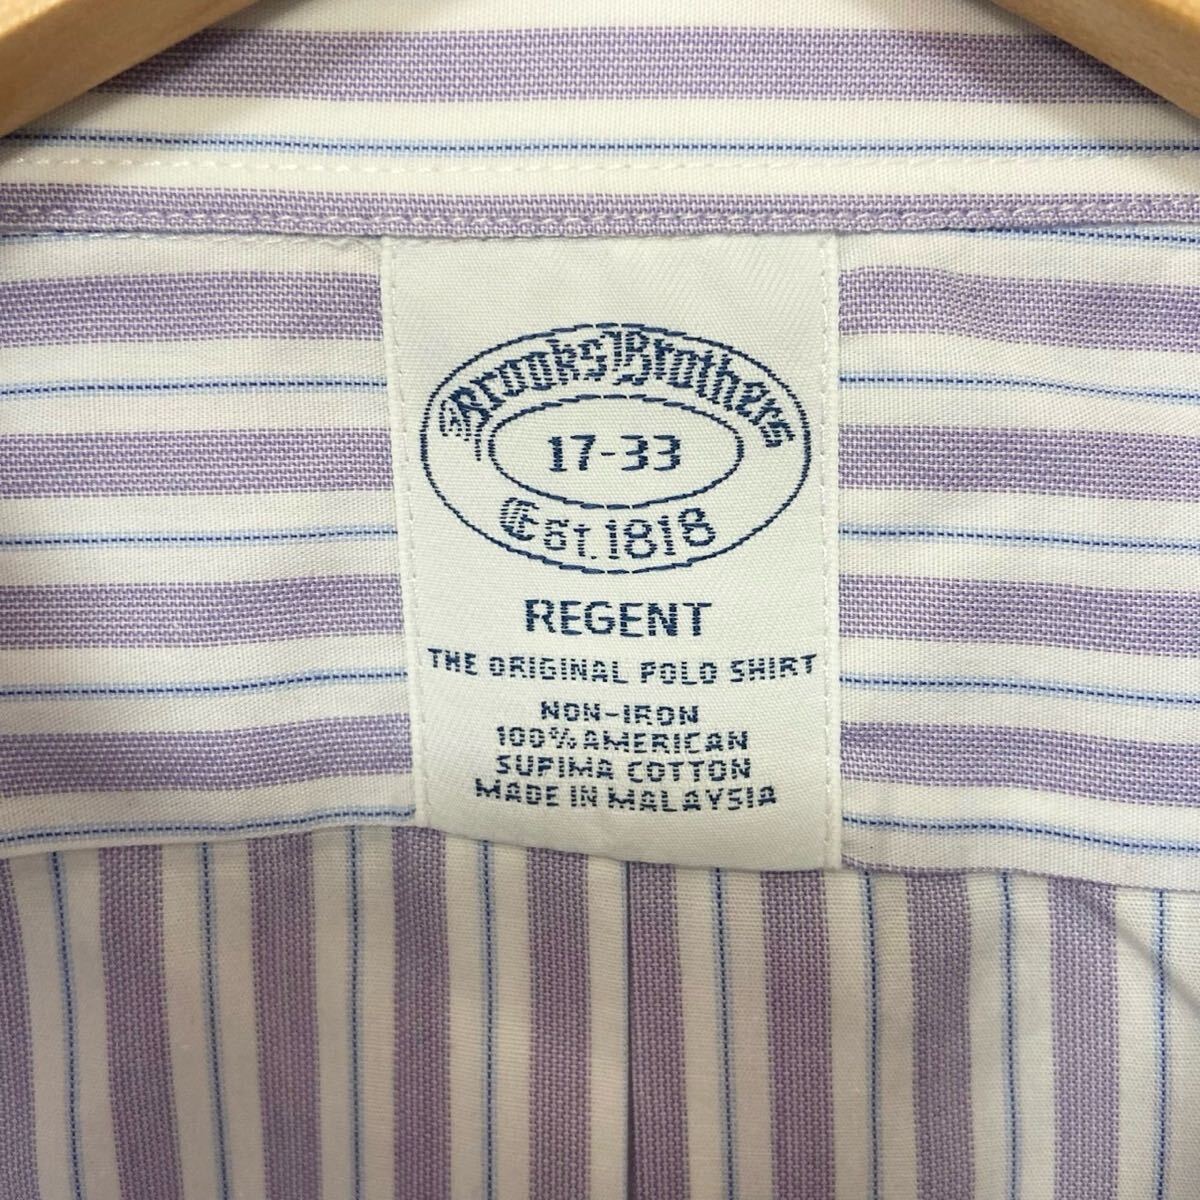 Brooks Brothers
17-33
Est. 1818
REGENT
THE ORIGINAL POLO SHIRT
NON-IRON
100% AMERICAN
SUPIMA COTTON
MADE IN MALAYSIA